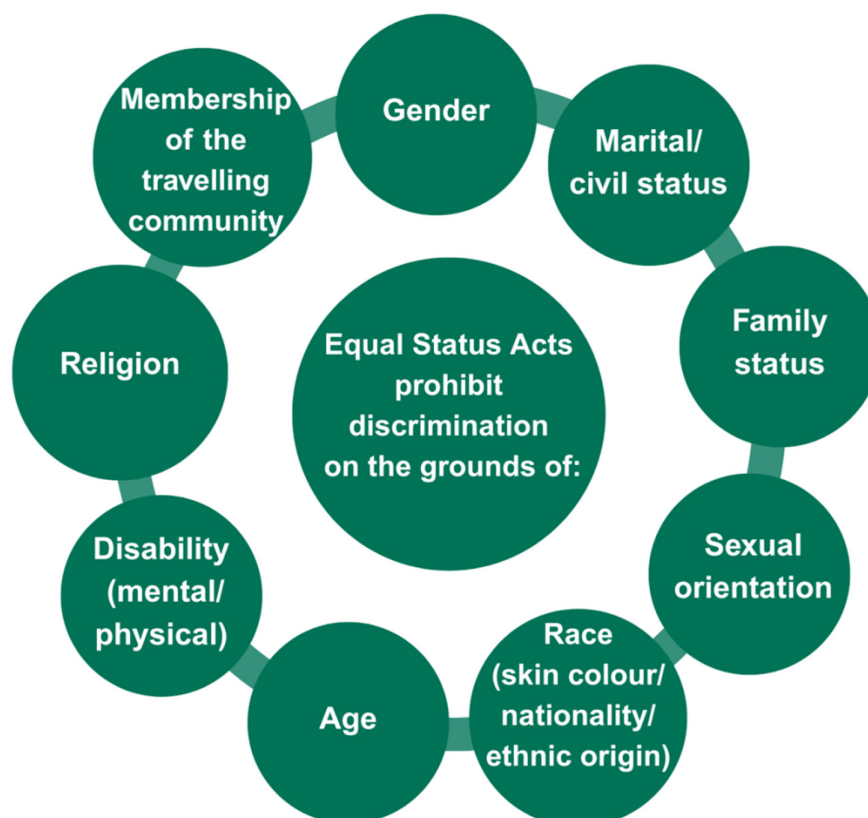 Equal Status Acts
prohibit
discrimination
on the grounds of:
Gender
Marital/
civil status
Family
status
Sexual
orientation
Race
(skin colour/
nationality/
ethnic origin)
Age
Disability
(mental/
physical)
Religion
Membership
of the
travelling
community